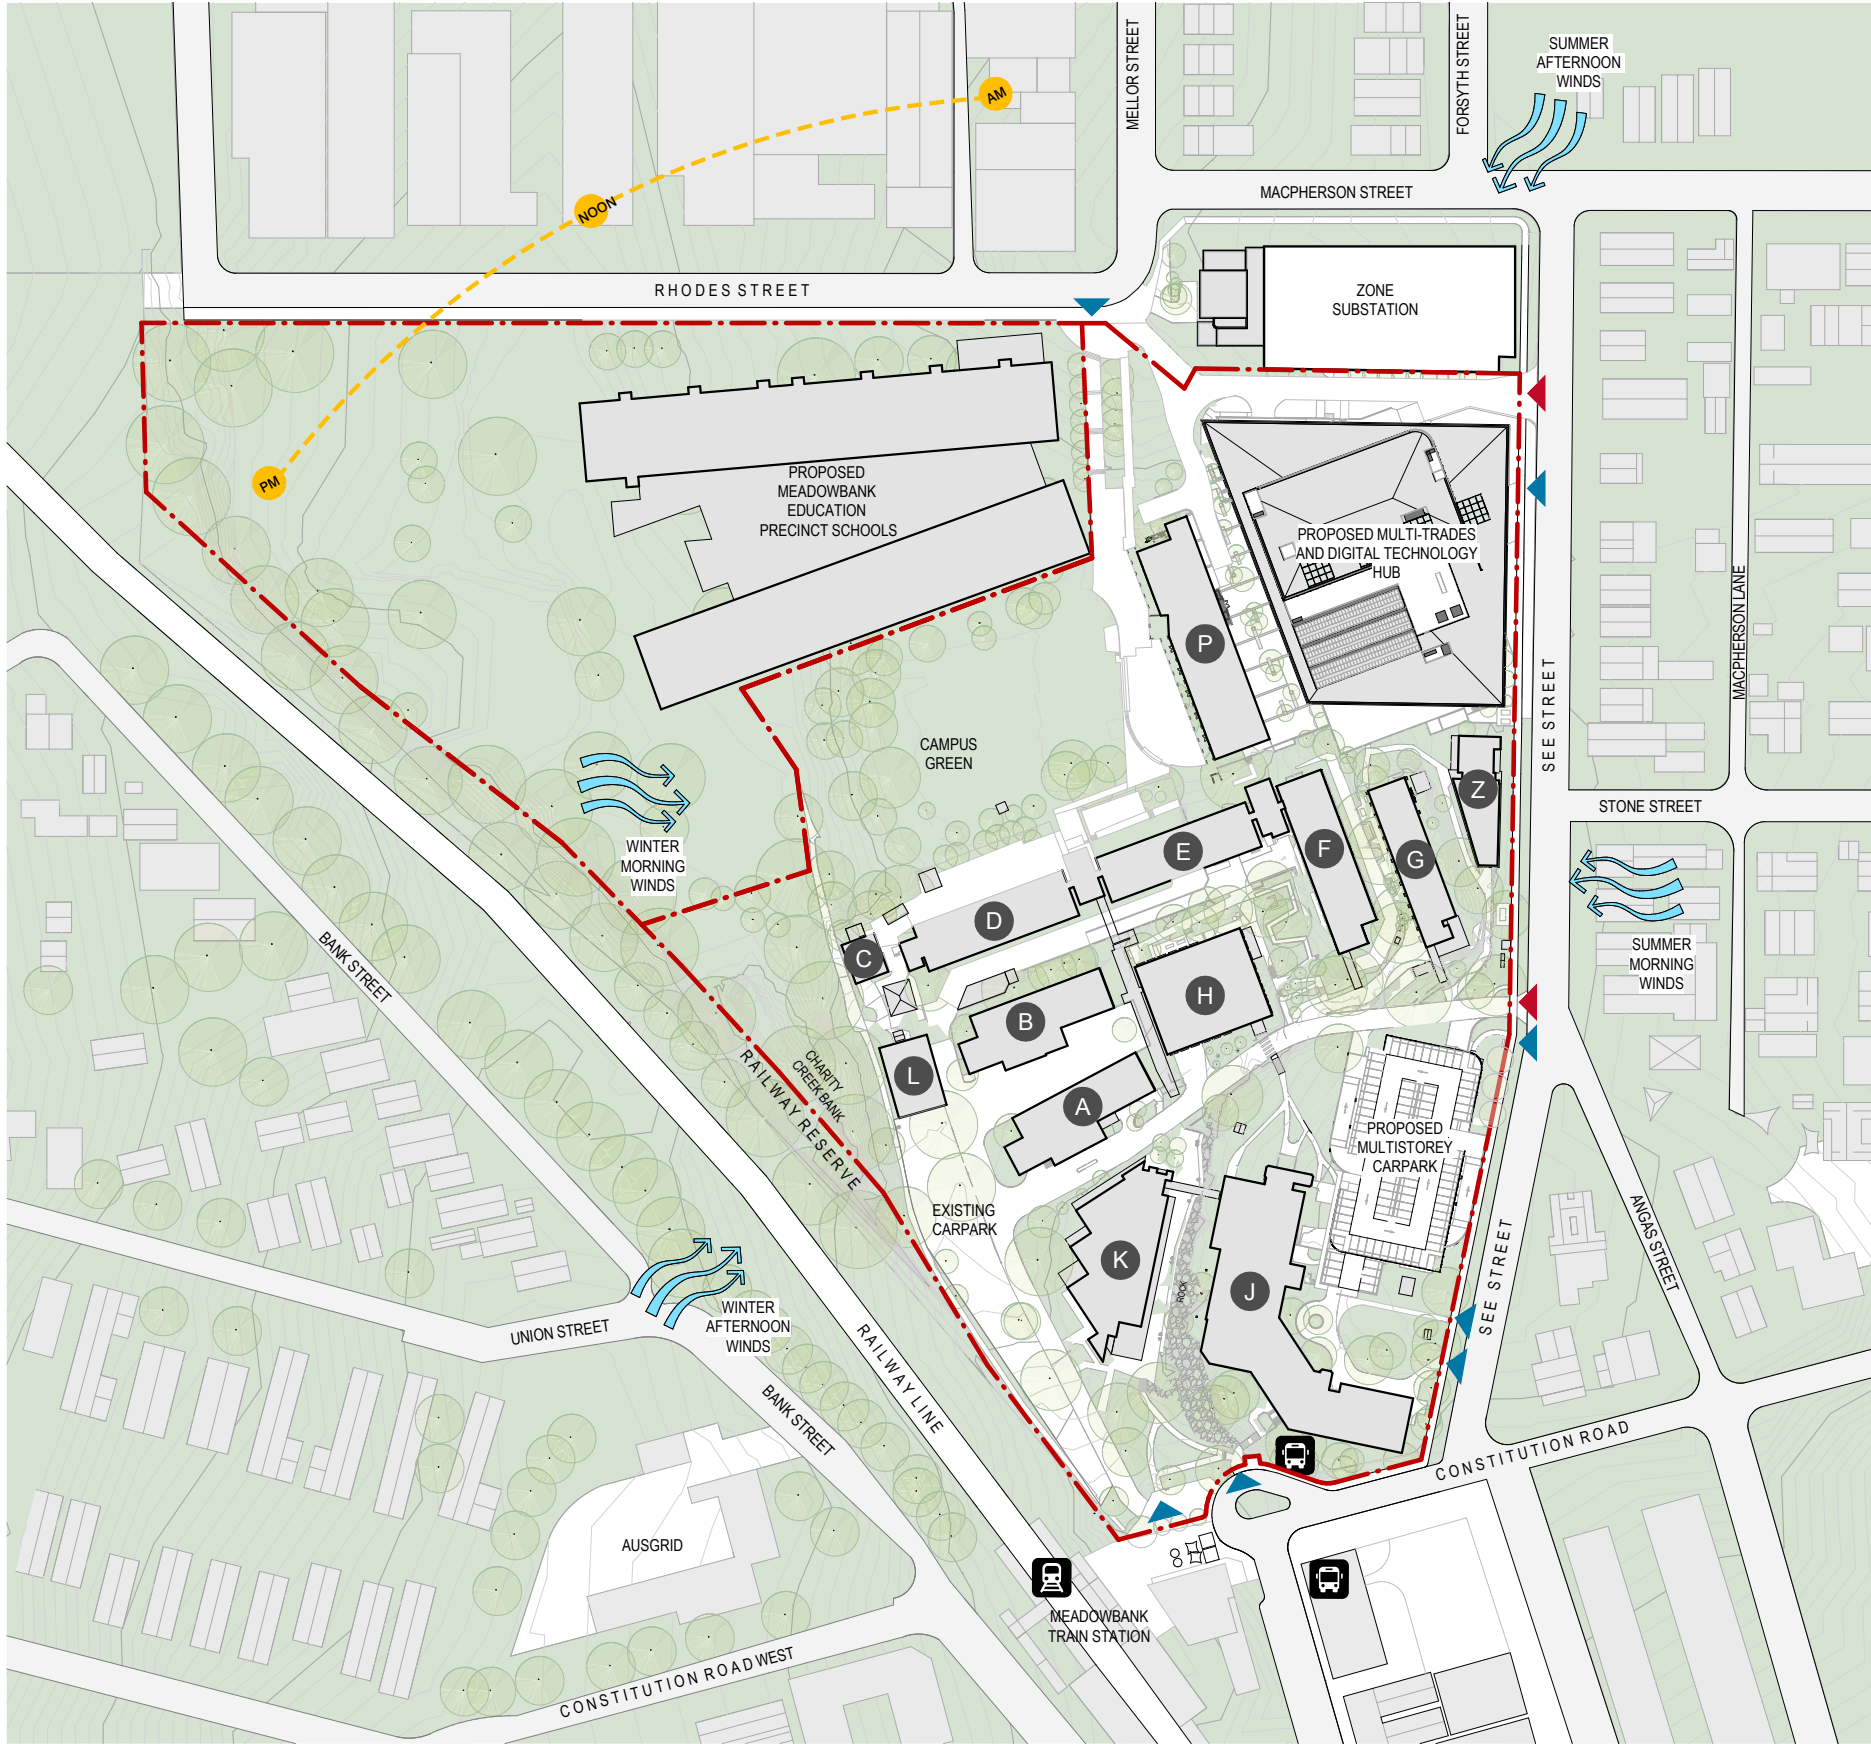 SUMMER
AFTERNOON
WINDS
MELLOR STREET
FORSYTH STREET
AM
NOON
PM
MACPHERSON STREET
RHODES STREET
ZONE
SUBSTATION
PROPOSED
MEADOWBANK
EDUCATION
PRECINCT SCHOOLS
PROPOSED MULTI-TRADES
AND DIGITAL TECHNOLOGY
HUB
MACPHERSON LANE
SEE STREET
P
CAMPUS
GREEN
Z
STONE STREET
E
F
G
WINTER
MORNING
WINDS
D
C
H
B
L
A
SUMMER
MORNING
WINDS
BANK STREET
CHARITY
CREEK BANK
RAILWAY RESERVE
PROPOSED
MULTISTOREY
CARPARK
EXISTING
CARPARK
K
J
ROCK
ANGAS STREET
SEE STREET
WINTER
AFTERNOON
WINDS
UNION STREET
RAILWAY LINE
BANK STREET
CONSTITUTION ROAD
AUSGRID
MEADOWBANK
TRAIN STATION
CONSTITUTION ROAD WEST